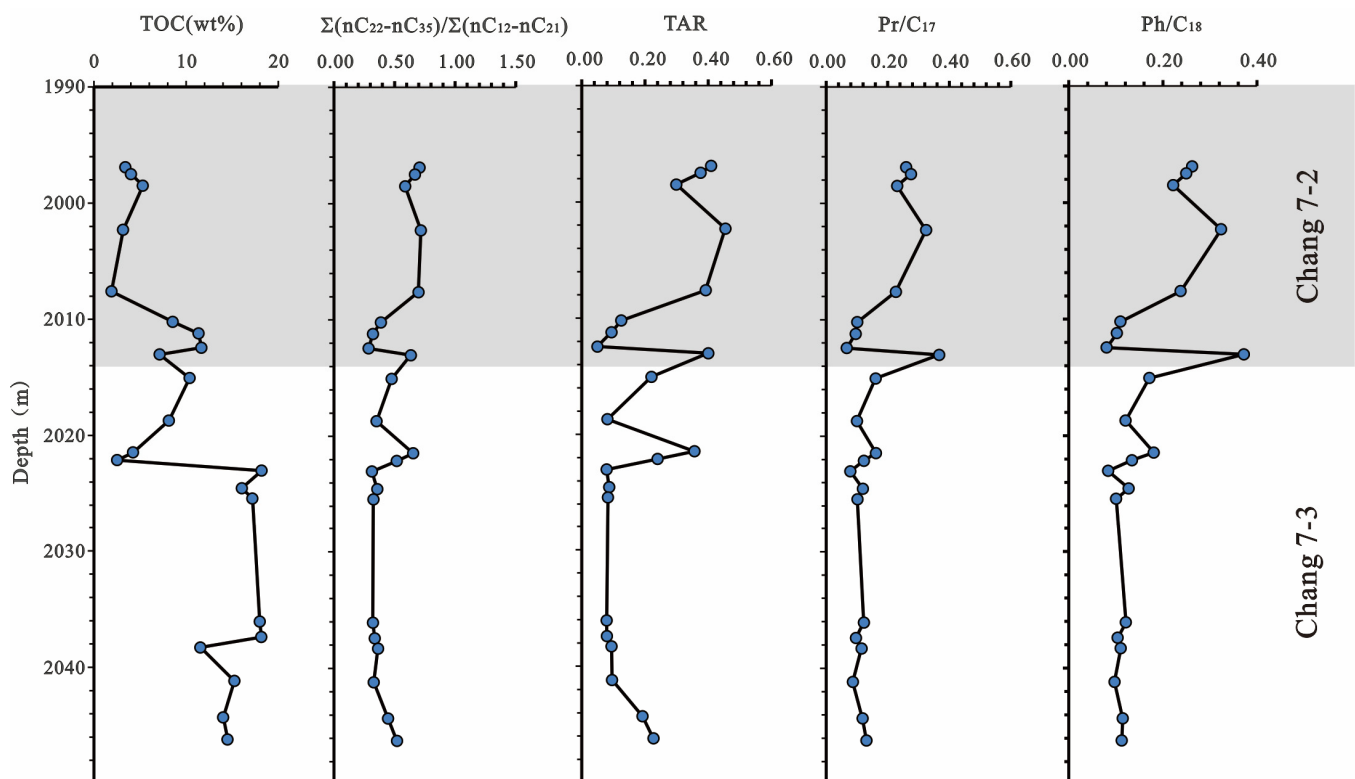 TOC(wt%) Σ(nC₂₂-nC₃₅)/Σ(nC₁₂-nC₂₁) TAR Pr/C₁₇ Ph/C₁₈
0 10 20 0.00 0.50 1.00 1.50 0.00 0.20 0.40 0.60 0.00 0.20 0.40 0.60 0.00 0.20 0.40
1990
2000
2010
2020
2030
2040
Depth（m）
Chang 7-2
Chang 7-3